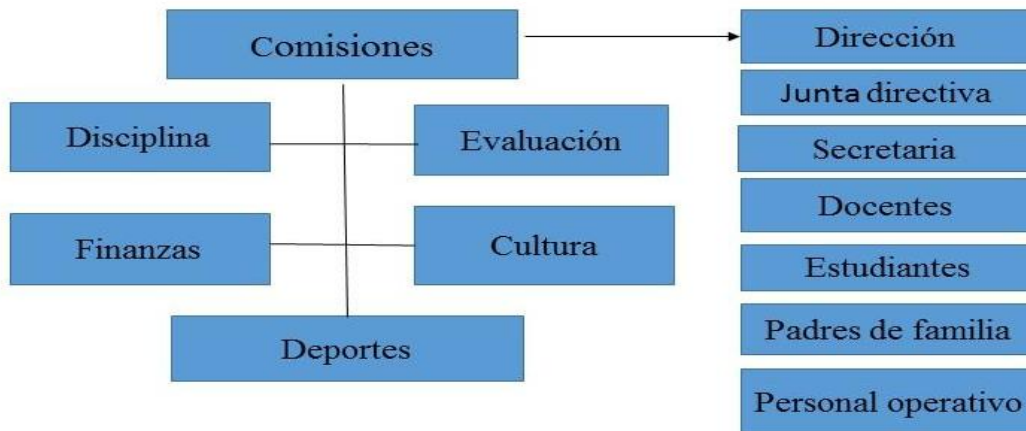 Comisiones
Disciplina
Evaluación
Finanzas
Cultura
Deportes
Dirección
Junta directiva
Secretaria
Docentes
Estudiantes
Padres de familia
Personal operativo